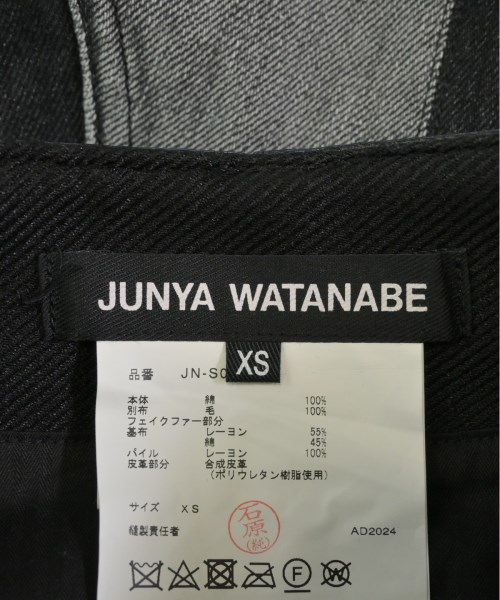 JUNYA WATANABE
XS
品番 JN-S0
本体 綿 100%
別布 毛 100%
フェイクファー部分
基布 レーヨン 55%
綿 45%
パイル レーヨン 100%
皮革部分 合成皮革
(ポリウレタン樹脂使用)
サイズ XS
縫製責任者 石原(純) AD2024
F W